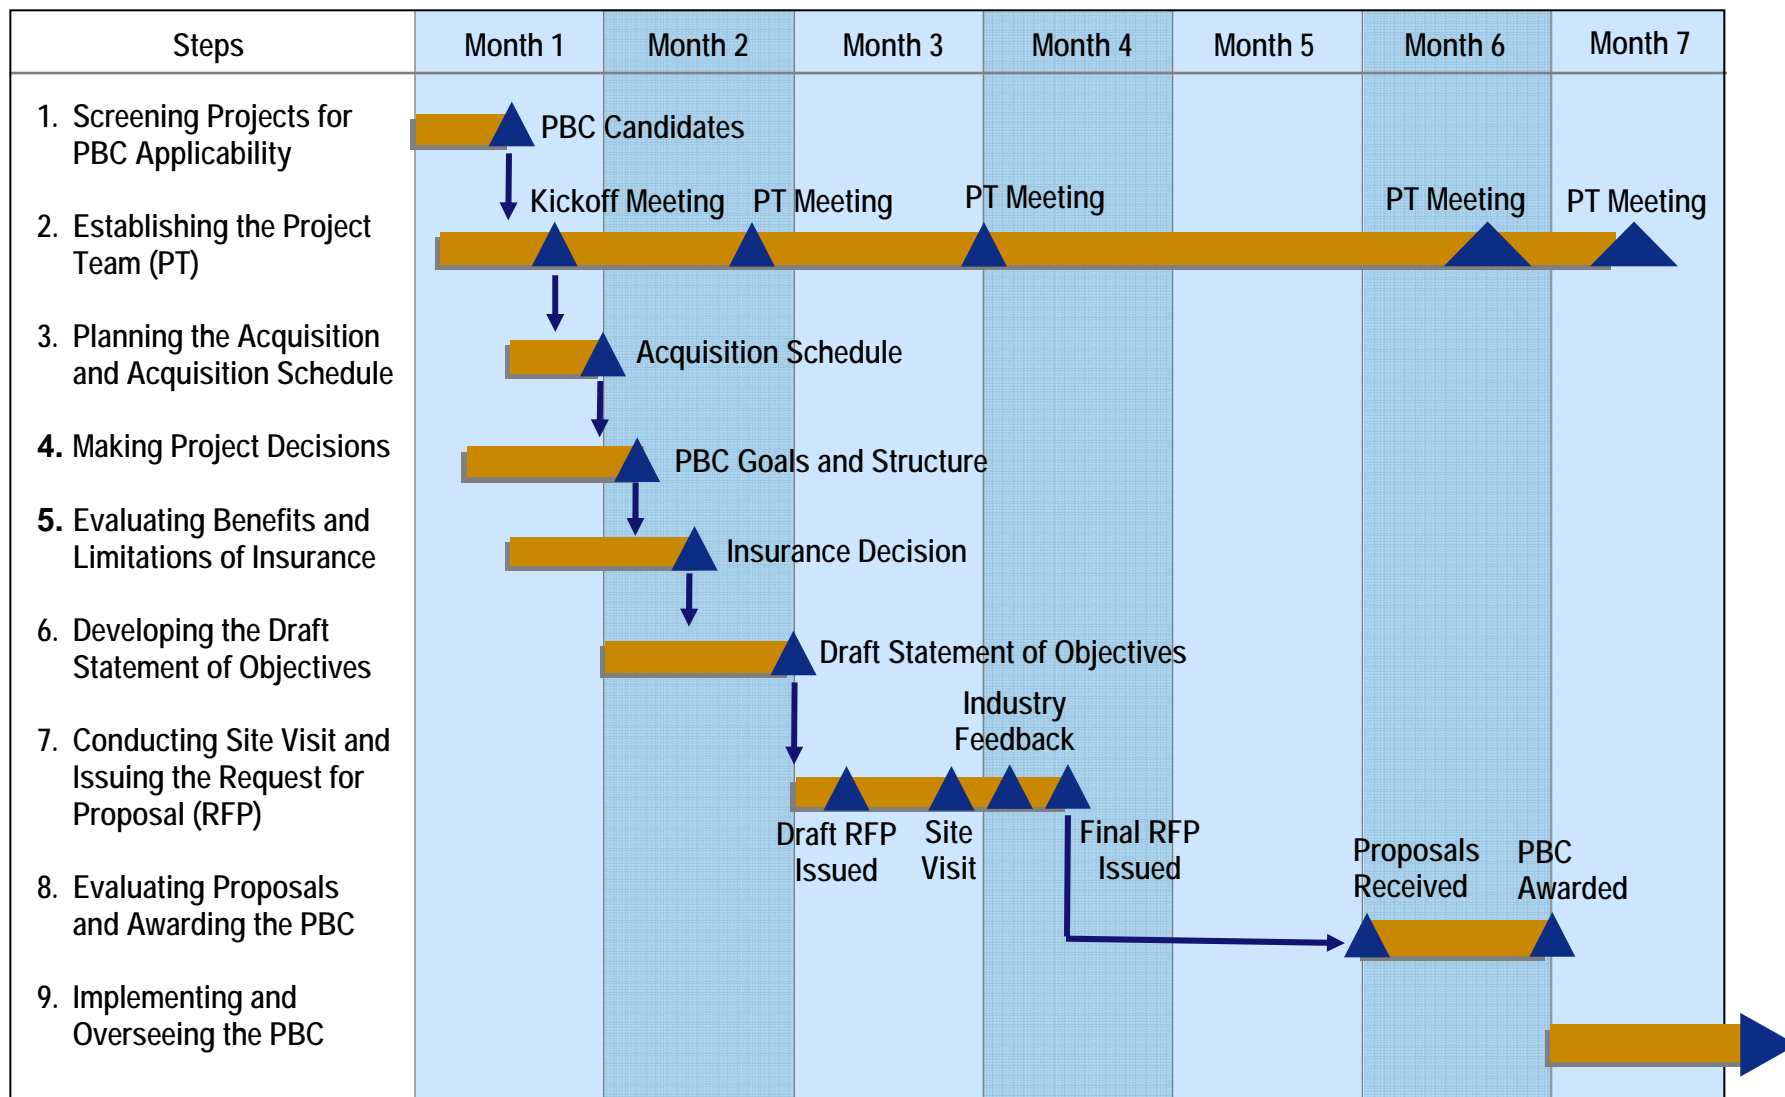 Steps
Month 1
Month 2
Month 3
Month 4
Month 5
Month 6
Month 7
1. Screening Projects for
PBC Applicability
PBC Candidates
2. Establishing the Project
Team (PT)
Kickoff Meeting
PT Meeting
PT Meeting
PT Meeting
PT Meeting
3. Planning the Acquisition
and Acquisition Schedule
Acquisition Schedule
4. Making Project Decisions
PBC Goals and Structure
5. Evaluating Benefits and
Limitations of Insurance
Insurance Decision
6. Developing the Draft
Statement of Objectives
Draft Statement of Objectives
7. Conducting Site Visit and
Issuing the Request for
Proposal (RFP)
Industry
Feedback
Draft RFP
Issued
Site
Visit
Final RFP
Issued
8. Evaluating Proposals
and Awarding the PBC
Proposals
Received
PBC
Awarded
9. Implementing and
Overseeing the PBC